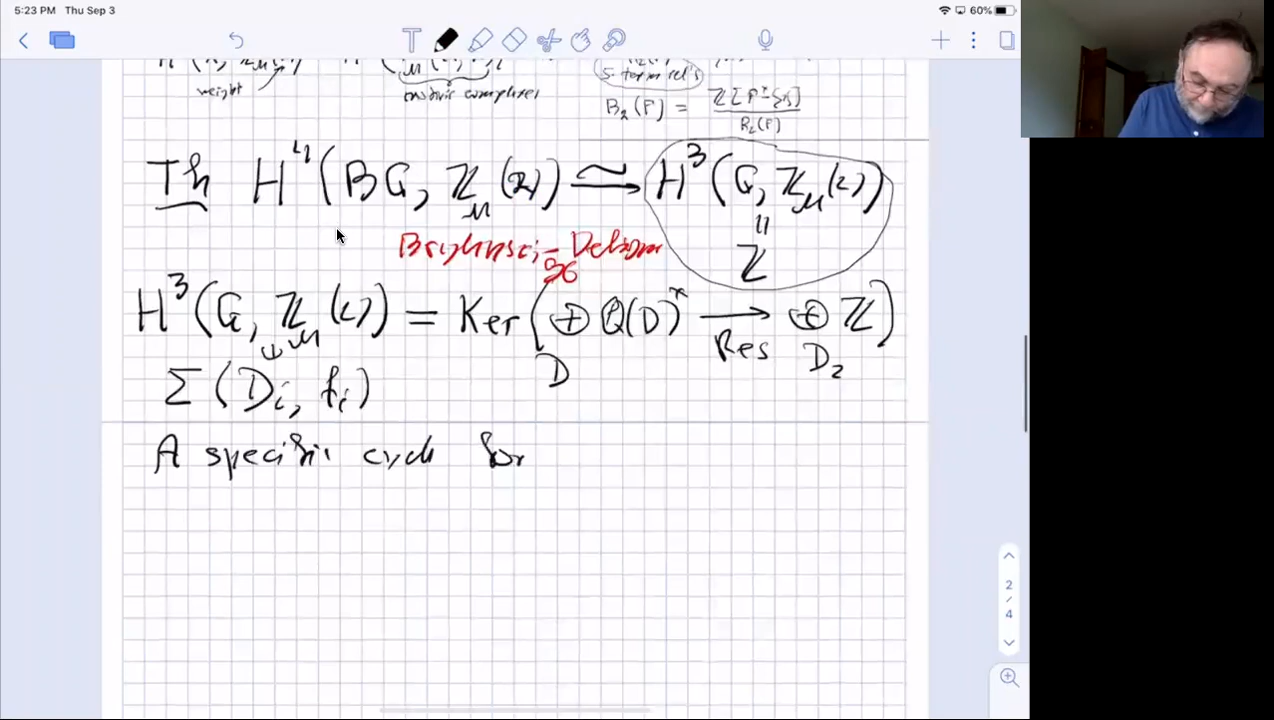 5:23 PM Thu Sep 3
60%
weight
motivic complexes
5-term rel's
B₂(F) = ℤ[F*-{1}] / R₂(F)
Th H⁴(BG, ℤ_M(2)) ≃→ H³(G, ℤ_M(2))
= ℤ
Brylinski - Deligne
96
H³(G, ℤ_M(2)) = Ker(⊕ Q(D)* → ⊕ ℤ)
D Res D₂
Σ(Dᵢ, fᵢ)
A specific cycle for
2
/
4